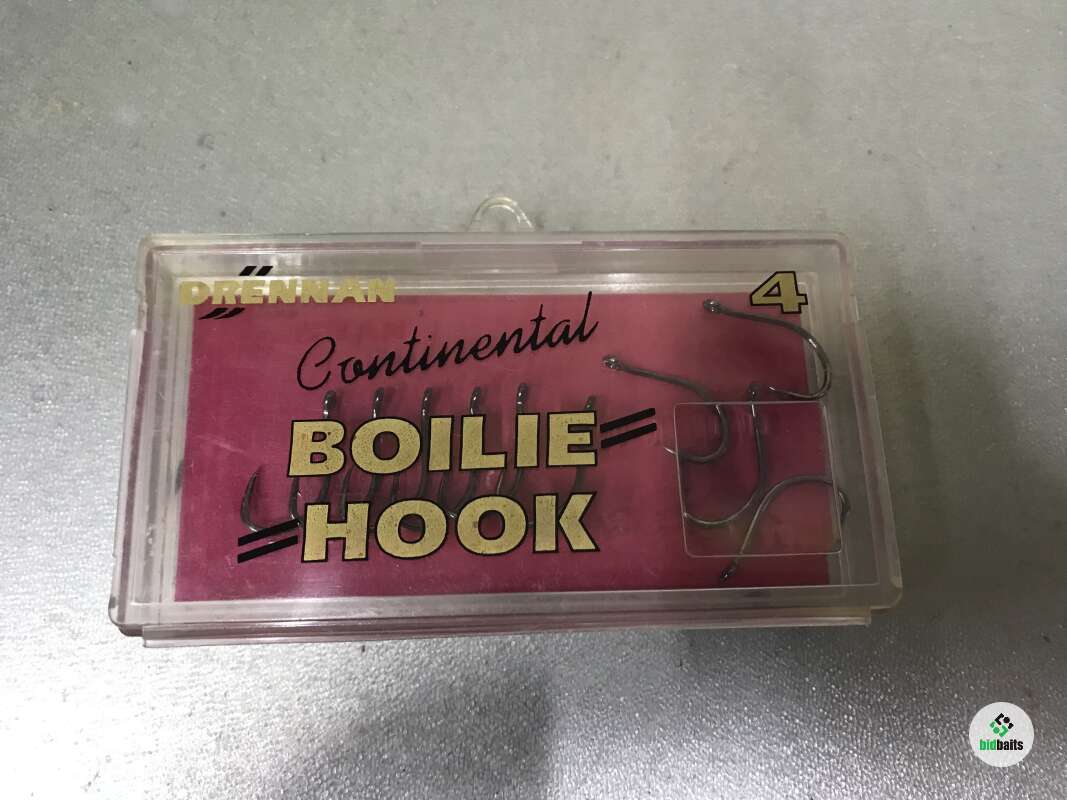 DRENNAN
4
Continental
BOILIE
HOOK
bidbaits